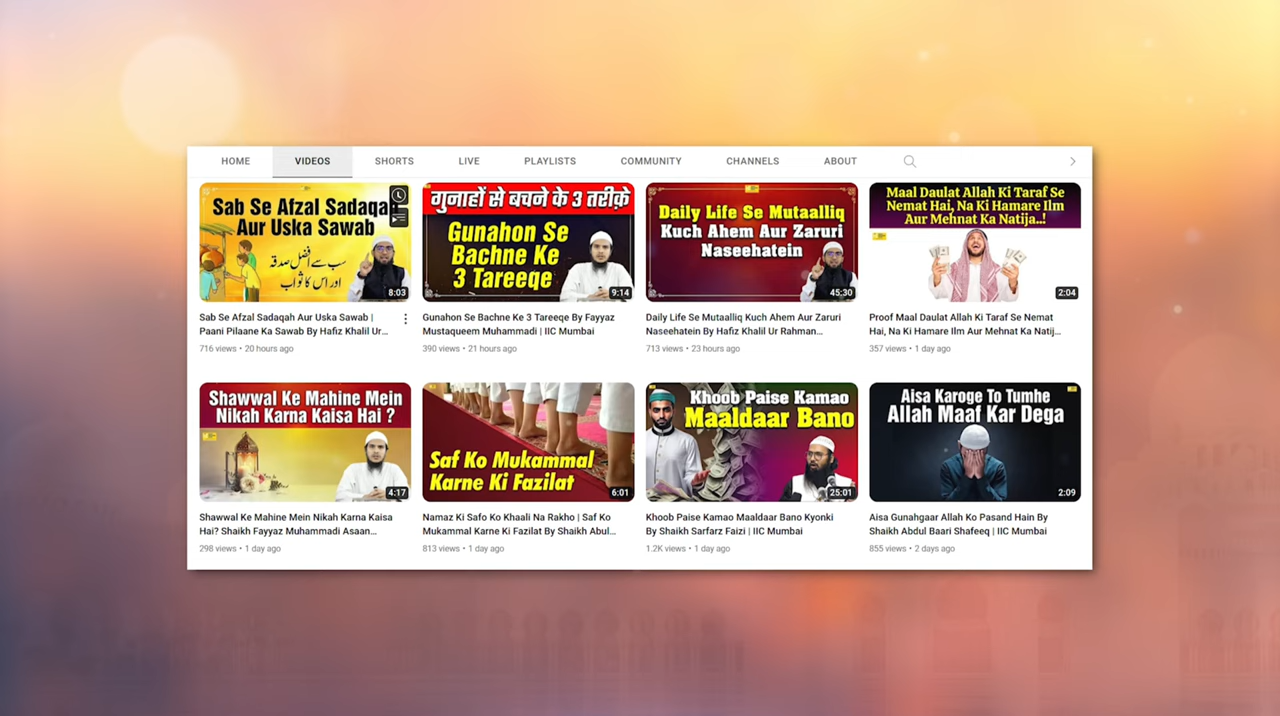 HOME VIDEOS SHORTS LIVE PLAYLISTS COMMUNITY CHANNELS ABOUT
Sab Se Afzal Sadaqah
Aur Uska Sawab
سب سے افضل صدقہ
اور اس کا ثواب
8:03
Sab Se Afzal Sadaqah Aur Uska Sawab |
Paani Pilaane Ka Sawab By Hafiz Khalil Ur...
716 views • 20 hours ago
गुनाहों से बचने के 3 तरीक़े
Gunahon Se
Bachne Ke
3 Tareeqe
9:14
Gunahon Se Bachne Ke 3 Tareeqe By Fayyaz
Mustaqueem Muhammadi | IIC Mumbai
390 views • 21 hours ago
Daily Life Se Mutaalliq
Kuch Ahem Aur Zaruri
Naseehatein
45:30
Daily Life Se Mutaalliq Kuch Ahem Aur Zaruri
Naseehatein By Hafiz Khalil Ur Rahman...
713 views • 23 hours ago
Maal Daulat Allah Ki Taraf Se
Nemat Hai, Na Ki Hamare Ilm
Aur Mehnat Ka Natija..!
2:04
Proof Maal Daulat Allah Ki Taraf Se Nemat
Hai, Na Ki Hamare Ilm Aur Mehnat Ka Natij...
357 views • 1 day ago
Shawwal Ke Mahine Mein
Nikah Karna Kaisa Hai ?
4:17
Shawwal Ke Mahine Mein Nikah Karna Kaisa
Hai? Shaikh Fayyaz Muhammadi Asaan...
298 views • 1 day ago
Saf Ko Mukammal
Karne Ki Fazilat
6:01
Namaz Ki Safo Ko Khaali Na Rakho | Saf Ko
Mukammal Karne Ki Fazilat By Shaikh Abul...
813 views • 1 day ago
Khoob Paise Kamao
Maaldaar Bano
25:01
Khoob Paise Kamao Maaldaar Bano Kyonki
By Shaikh Sarfarz Faizi | IIC Mumbai
1.2K views • 1 day ago
Aisa Karoge To Tumhe
Allah Maaf Kar Dega
2:09
Aisa Gunahgaar Allah Ko Pasand Hain By
Shaikh Abdul Baari Shafeeq | IIC Mumbai
855 views • 2 days ago